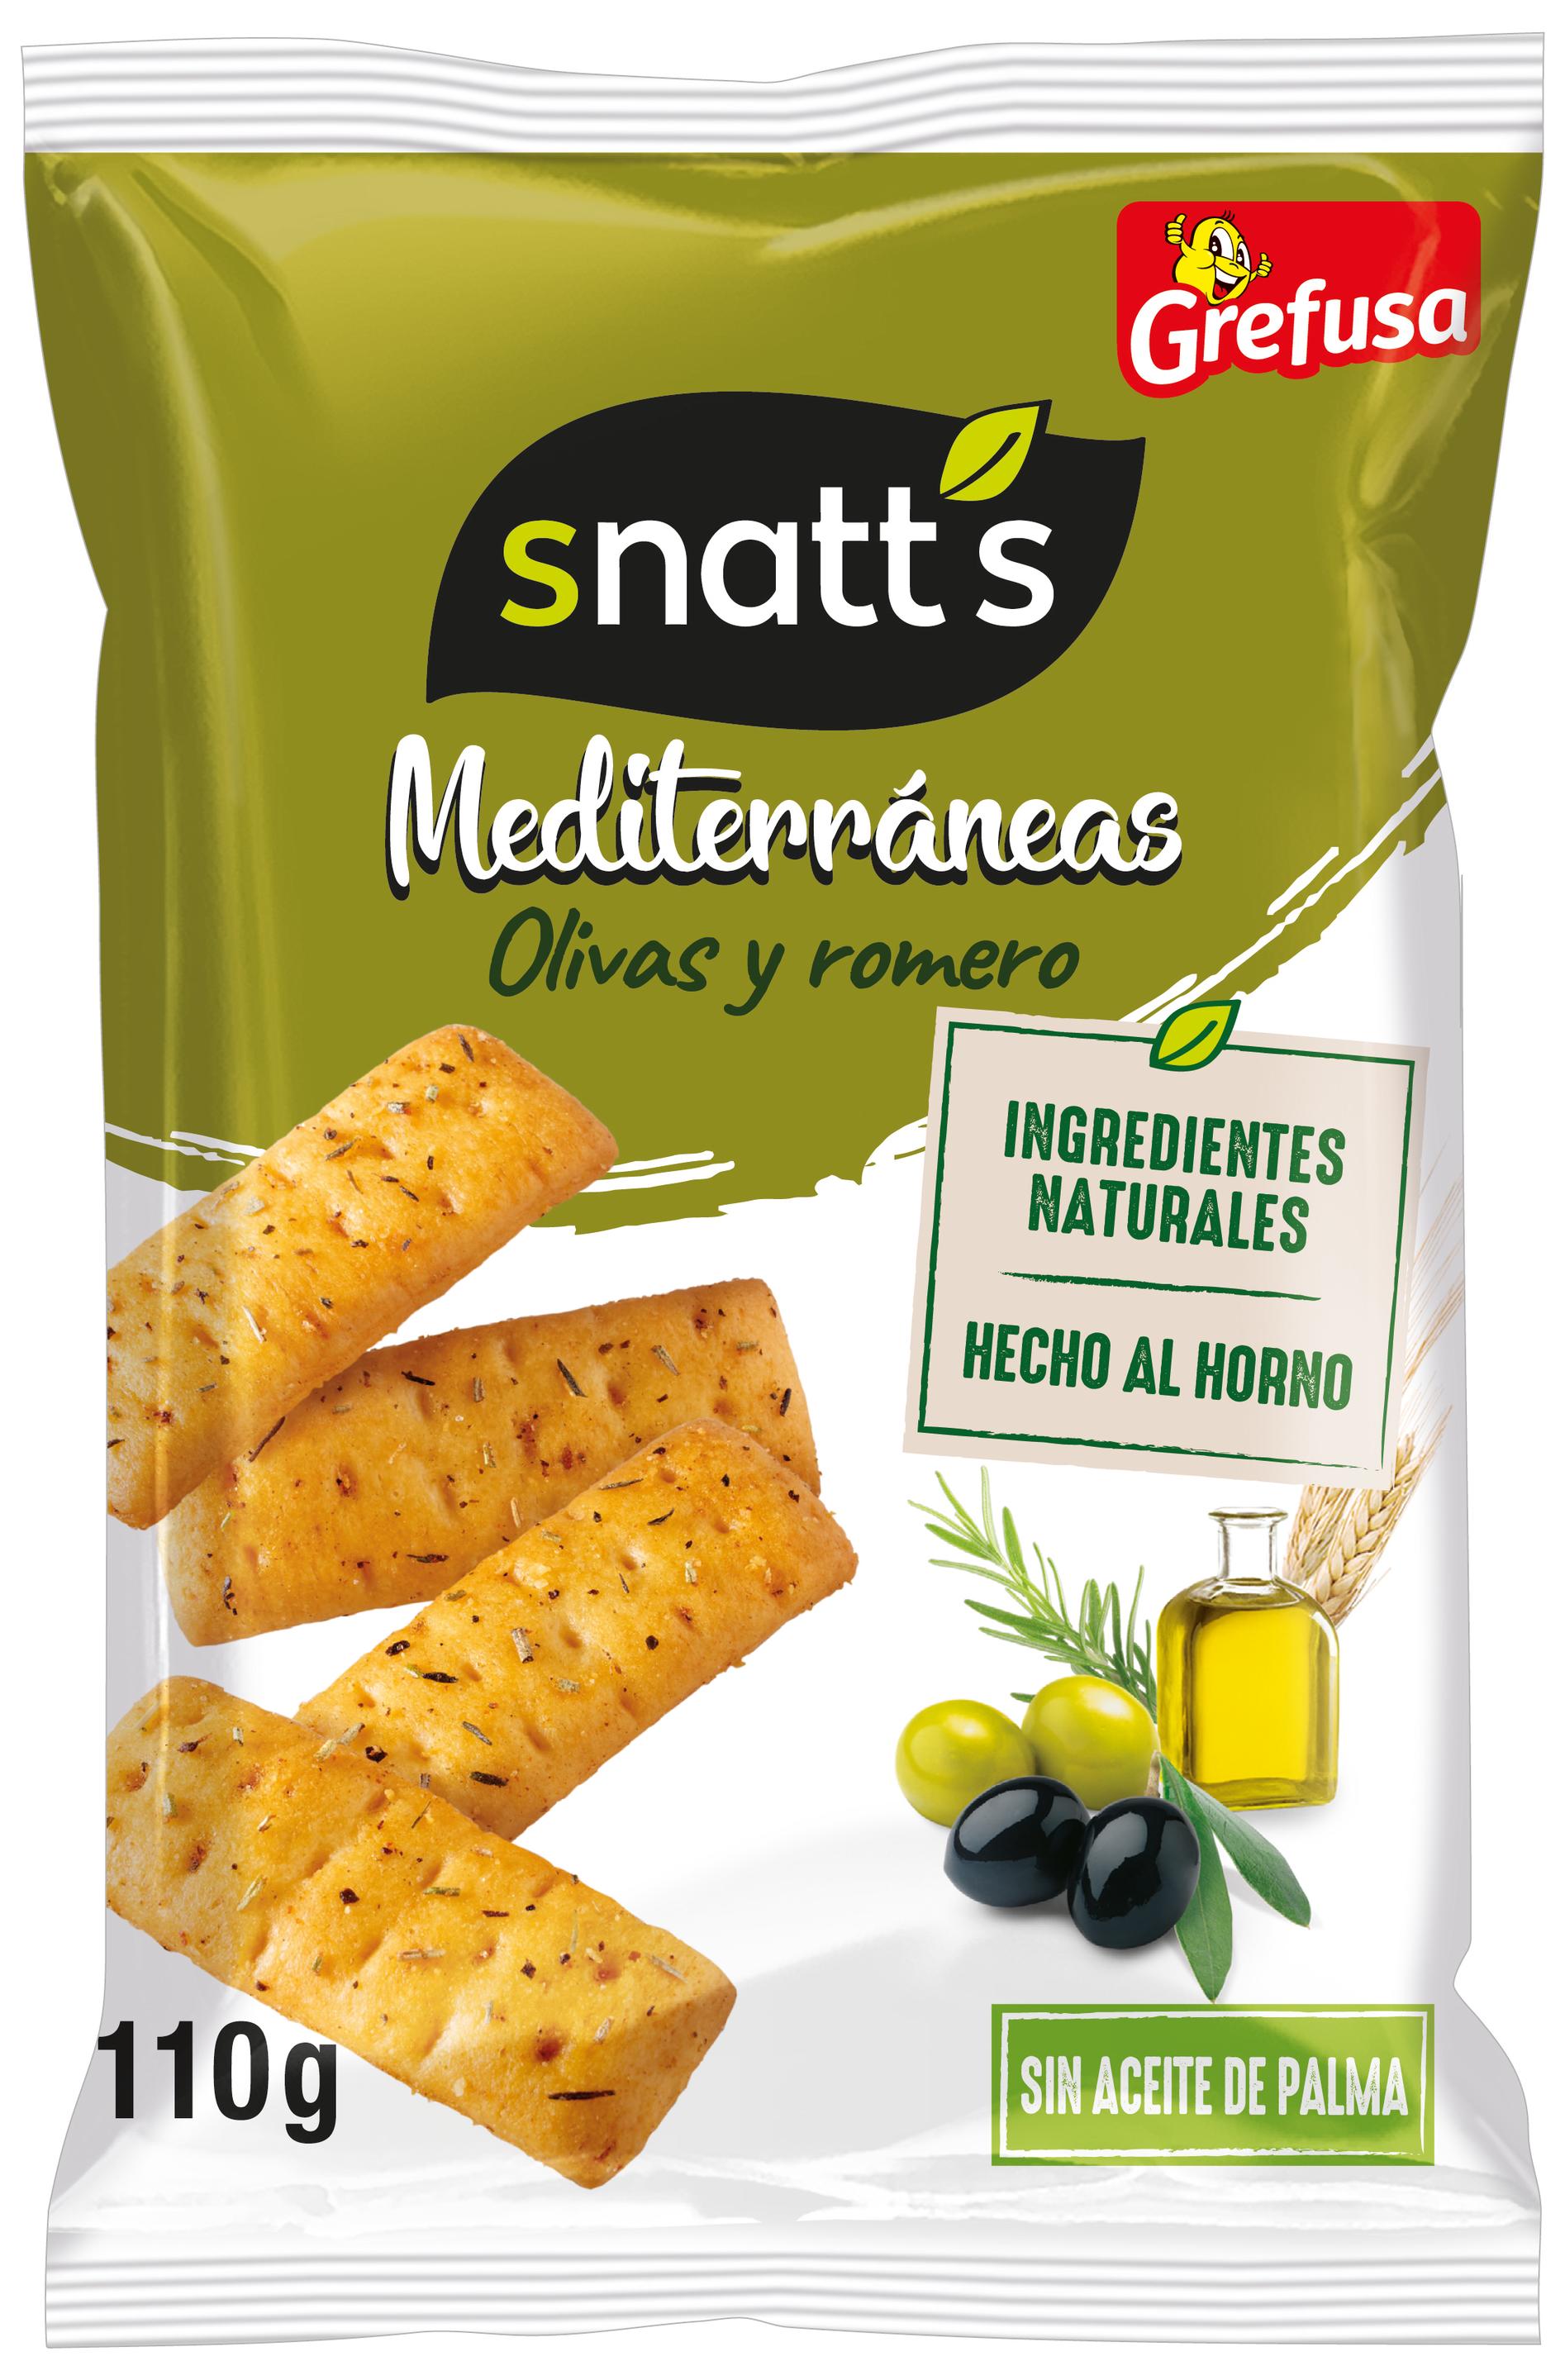 Grefusa
snatt's
Mediterráneas
Olivas y romero
INGREDIENTES
NATURALES
HECHO AL HORNO
110g
SIN ACEITE DE PALMA